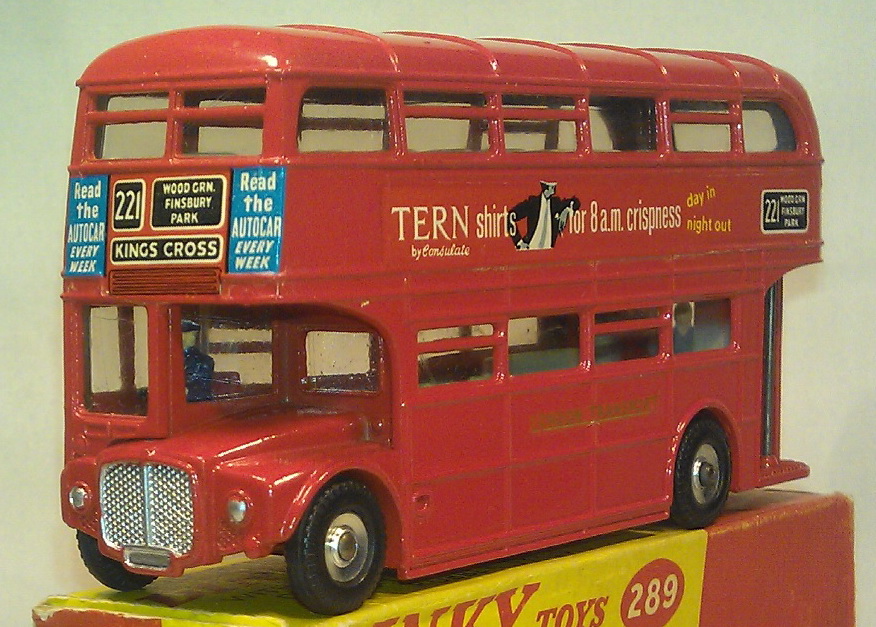 Read
the
AUTOCAR
EVERY
WEEK
221
WOOD GRN.
FINSBURY
PARK
KINGS CROSS
Read
the
AUTOCAR
EVERY
WEEK
TERN shirts for 8 a.m. crispness
by Consulate
day in
night out
221
WOOD GRN.
FINSBURY
PARK
TOYS 289